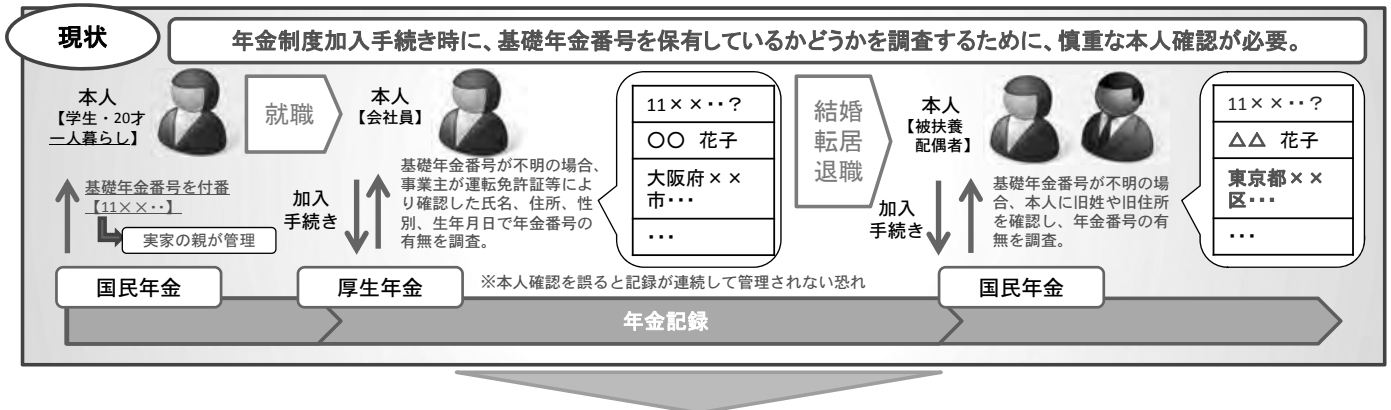 現状
年金制度加入手続き時に、基礎年金番号を保有しているかどうかを調査するために、慎重な本人確認が必要。
本人
【学生・20才
一人暮らし】
就職
本人
【会社員】
11××‥?
〇〇 花子
大阪府××
市･･･
･･･
結婚
転居
退職
本人
【被扶養
配偶者】
11××‥?
△△ 花子
東京都××
区･･･
･･･
基礎年金番号を付番
【11××‥】
実家の親が管理
加入
手続き
基礎年金番号が不明の場合、
事業主が運転免許証等によ
り確認した氏名、住所、性
別、生年月日で年金番号の
有無を調査。
加入
手続き
基礎年金番号が不明の場
合、本人に旧姓や旧住所
を確認し、年金番号の有
無を調査。
国民年金
厚生年金
※本人確認を誤ると記録が連続して管理されない恐れ
国民年金
年金記録